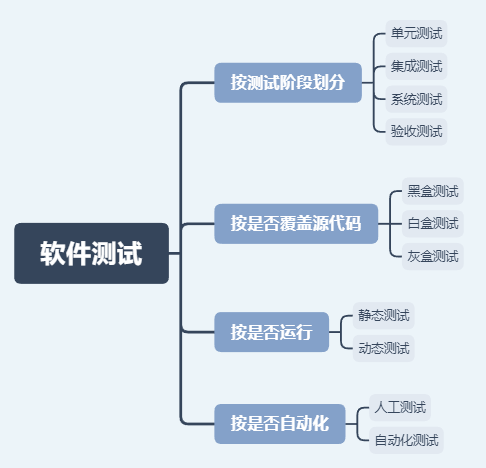 软件测试
按测试阶段划分
单元测试
集成测试
系统测试
验收测试
按是否覆盖源代码
黑盒测试
白盒测试
灰盒测试
按是否运行
静态测试
动态测试
按是否自动化
人工测试
自动化测试